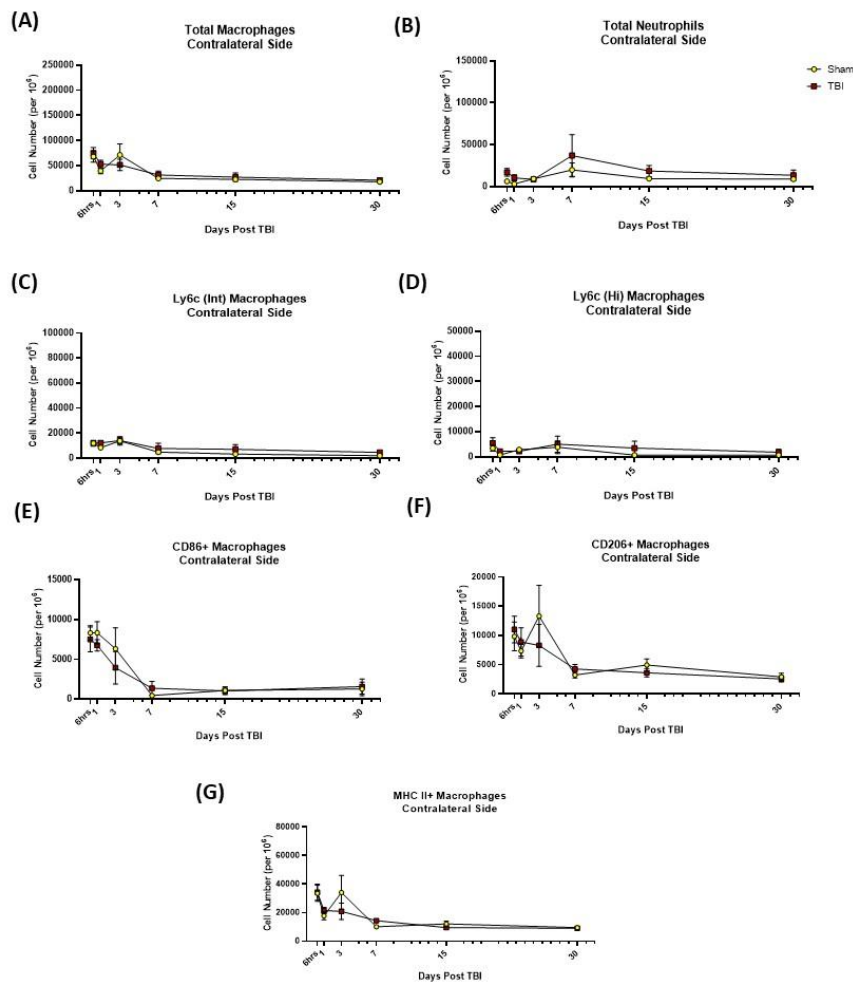 (A)
Total Macrophages
Contralateral Side
Cell Number (per 10⁶)
250000
200000
150000
100000
50000
0
6hrs 1 3 7 15 30
Days Post TBI
(B)
Total Neutrophils
Contralateral Side
Sham
TBI
Cell Number (per 10⁶)
150000
100000
50000
0
6hrs 1 3 7 15 30
Days Post TBI
(C)
Ly6c (Int) Macrophages
Contralateral Side
Cell Number (per 10⁶)
100000
80000
60000
40000
20000
0
6hrs 1 3 7 15 30
Days Post TBI
(D)
Ly6c (Hi) Macrophages
Contralateral Side
Cell Number (per 10⁶)
50000
40000
30000
20000
10000
0
6hrs 1 3 7 15 30
Days Post TBI
(E)
CD86+ Macrophages
Contralateral Side
Cell Number (per 10⁶)
15000
10000
5000
0
6hrs 1 3 7 15 30
Days Post TBI
(F)
CD206+ Macrophages
Contralateral Side
Cell Number (per 10⁶)
20000
15000
10000
5000
0
6hrs 1 3 7 15 30
Days Post TBI
(G)
MHC II+ Macrophages
Contralateral Side
Cell Number (per 10⁶)
80000
60000
40000
20000
0
6hrs 1 3 7 15 30
Days Post TBI